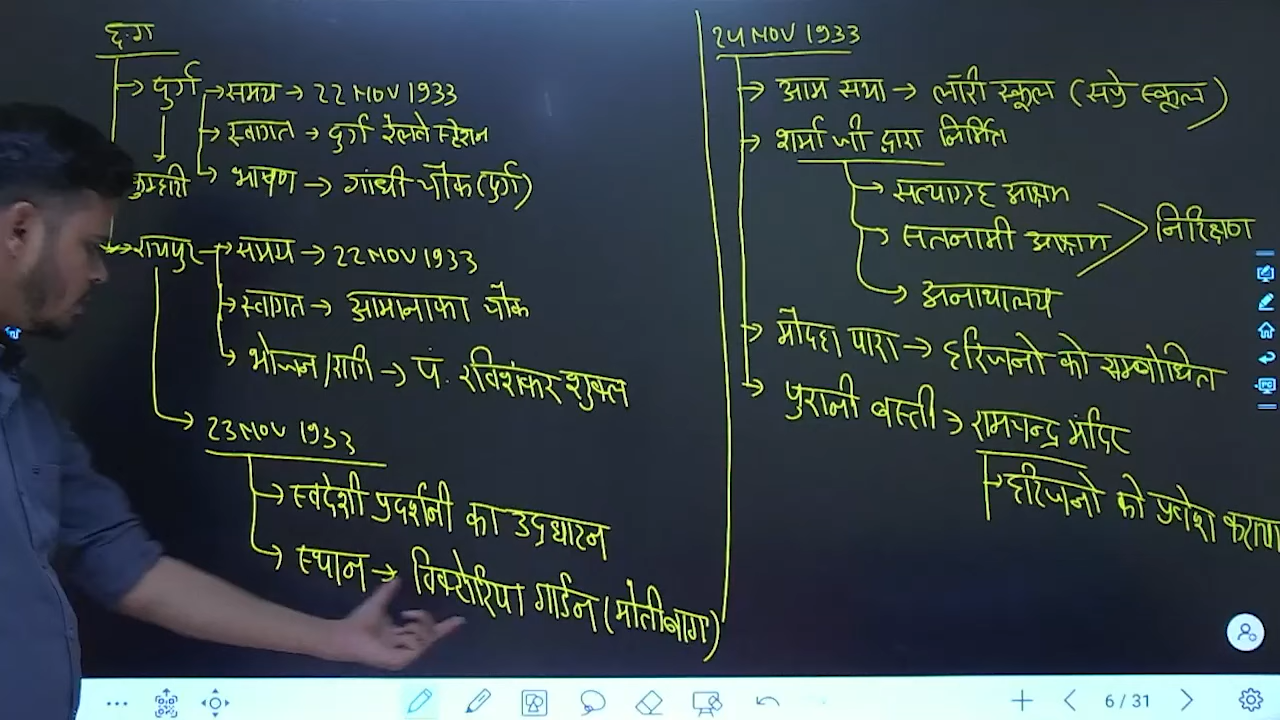 छ.ग
→ दुर्ग → समय → 22 NOV 1933
→ स्वागत → दुर्ग रेलवे स्टेशन
कुम्हारी → भाषण → गांधी चौक (दुर्ग)
→ रायपुर → समय → 22 NOV 1933
→ स्वागत → आमानाका चौक
→ भोजन/रात्रि → पं. रविशंकर शुक्ल
→ 23 NOV 1933
→ स्वदेशी प्रदर्शनी का उद्घाटन
→ स्थान → विक्टोरिया गार्डन (मोतीबाग)
24 NOV 1933
→ आम सभा → लॉरी स्कूल (सप्रे स्कूल)
→ शर्मा जी द्वारा निर्मित
→ सत्याग्रह आश्रम
→ सतनामी आश्रम निरिक्षण
→ अनाथालय
→ मौदहा पारा → हरिजनो को सम्बोधित
→ पुरानी बस्ती → रामचन्द्र मंदिर
→ हरिजनो को प्रवेश कराया
6 / 31